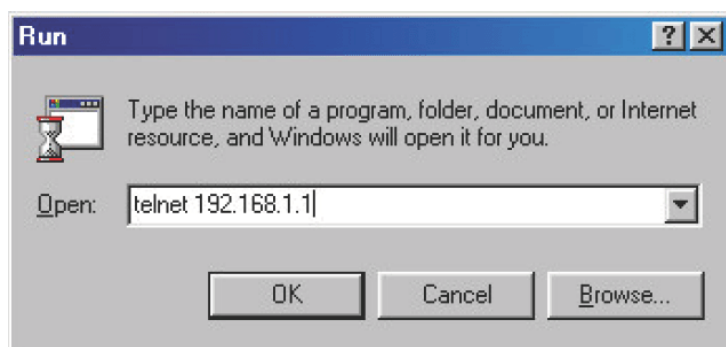 Run
Type the name of a program, folder, document, or Internet
resource, and Windows will open it for you.
Open: telnet 192.168.1.1
OK Cancel Browse...